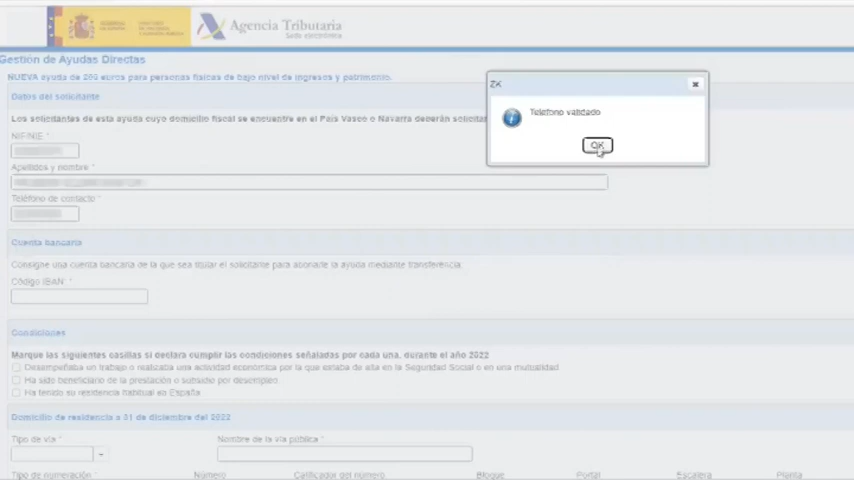 GOBIERNO DE ESPAÑA
MINISTERIO
Agencia Tributaria
Sede electrónica
Gestión de Ayudas Directas
NUEVA ayuda de 200 euros para personas físicas de bajo nivel de ingresos y patrimonio.
Datos del solicitante
Los solicitantes de esta ayuda cuyo domicilio fiscal se encuentre en el País Vasco o Navarra deberán solicitar
NIF/NIE *
Apellidos y nombre *
Teléfono de contacto *
ZK
Teléfono validado
OK
Cuenta bancaria
Consigne una cuenta bancaria de la que sea titular el solicitante para abonarle la ayuda mediante transferencia.
Código IBAN: *
Condiciones
Marque las siguientes casillas si declara cumplir las condiciones señaladas por cada una, durante el año 2022
Desempeñaba un trabajo o realizaba una actividad económica por la que estaba de alta en la Seguridad Social o en una mutualidad.
Ha sido beneficiario de la prestación o subsidio por desempleo.
Ha tenido su residencia habitual en España
Domicilio de residencia a 31 de diciembre del 2022
Tipo de vía * Nombre de la vía pública *
Tipo de numeración * Número Calificador del número Bloque Portal Escalera Planta